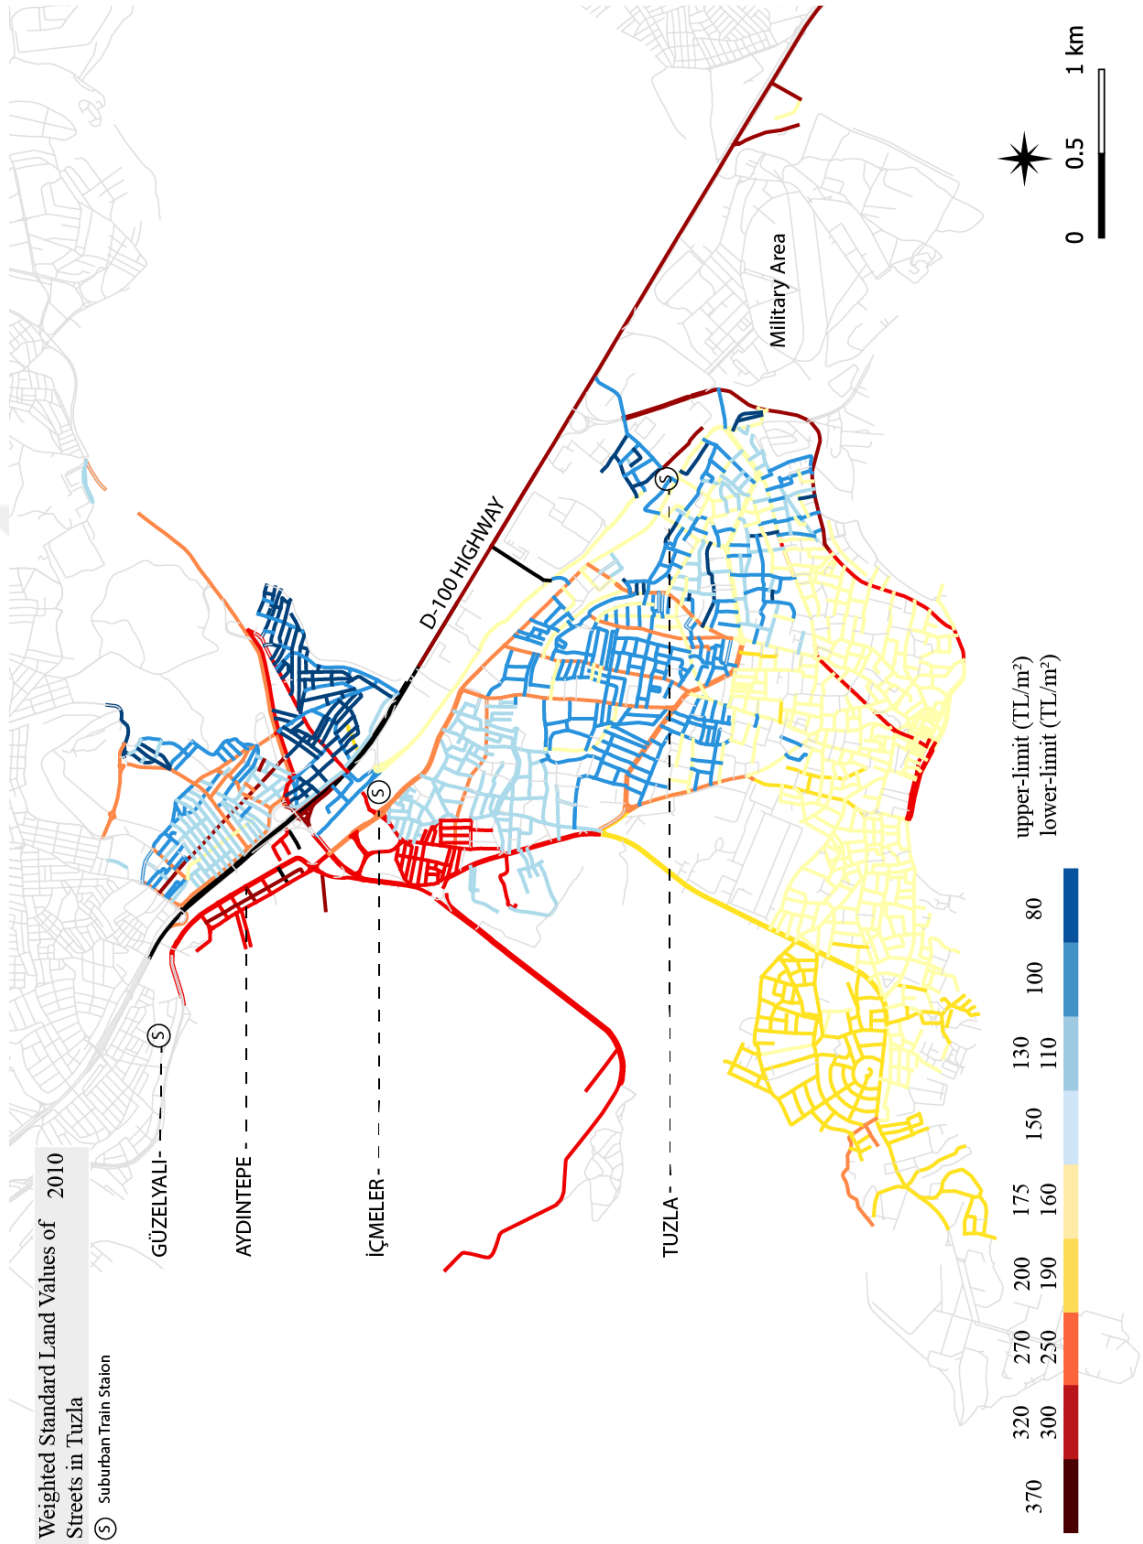 Weighted Standard Land Values of 2010
Streets in Tuzla
S Suburban Train Staion
GÜZELYALI
S
AYDINTEPE
İÇMELER
S
TUZLA
S
D-100 HIGHWAY
Military Area
0 0.5 1 km
370 320 270 200 175 150 130 100 80 upper-limit (TL/m²)
300 250 190 160 110 lower-limit (TL/m²)